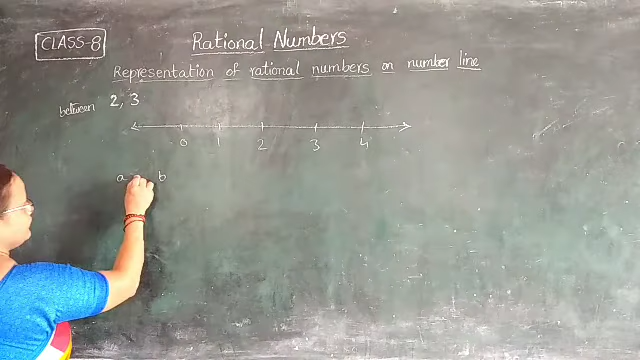 CLASS-8
Rational Numbers
Representation of rational numbers on number line
between 2, 3
0 1 2 3 4
a b